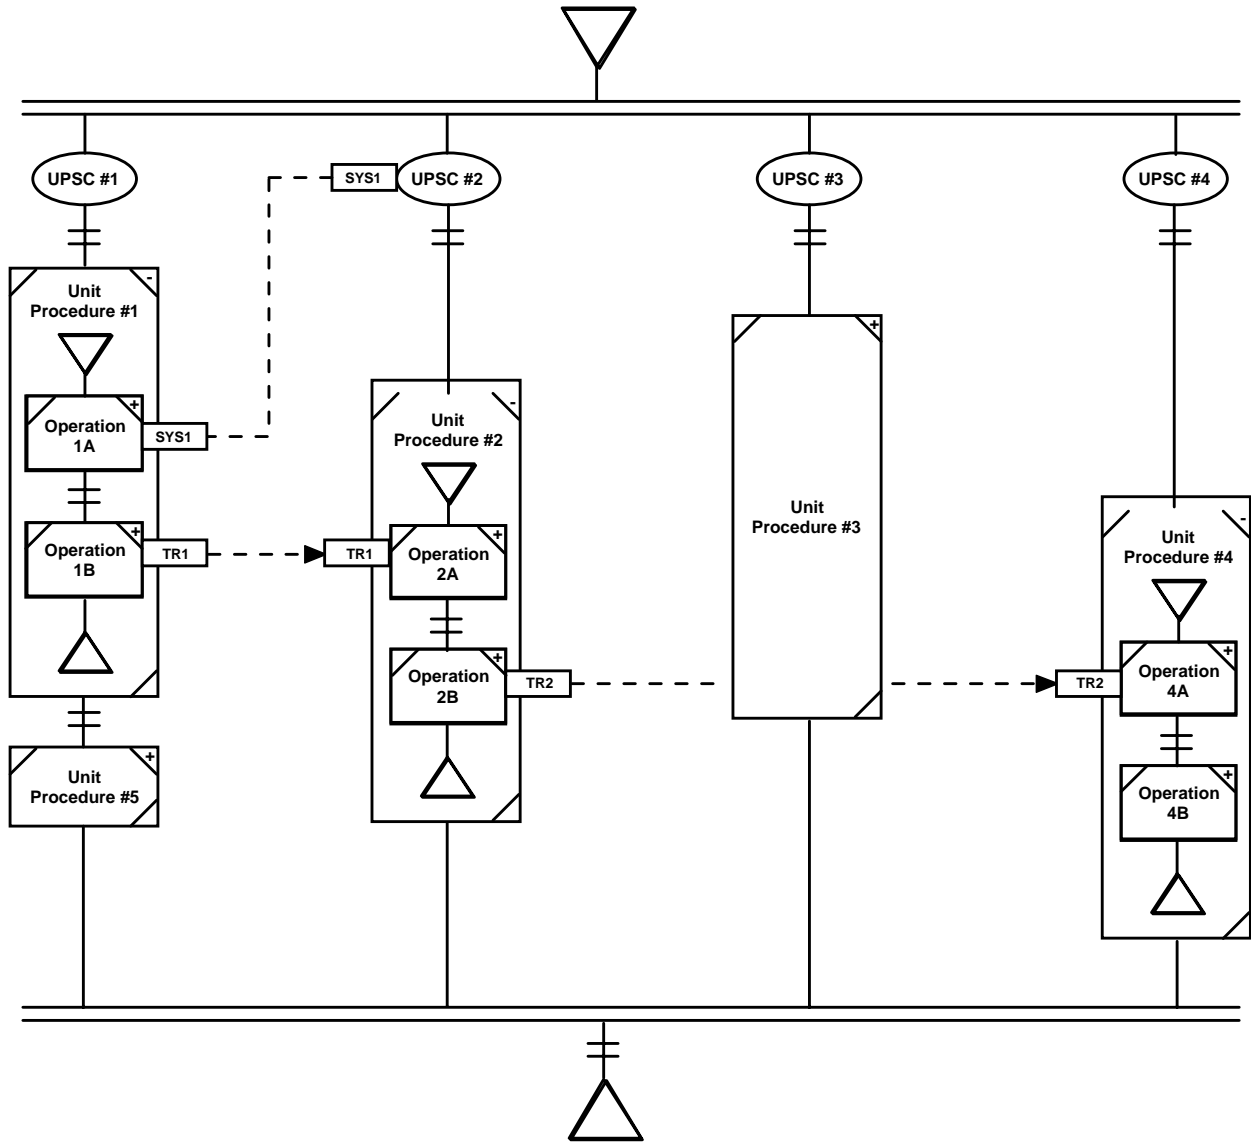 UPSC #1
SYS1
UPSC #2
UPSC #3
UPSC #4
-
Unit
Procedure #1
+
Operation
1A
SYS1
+
Operation
1B
TR1
+
Unit
Procedure #5
-
Unit
Procedure #2
TR1
+
Operation
2A
+
Operation
2B
TR2
+
Unit
Procedure #3
-
Unit
Procedure #4
TR2
+
Operation
4A
+
Operation
4B